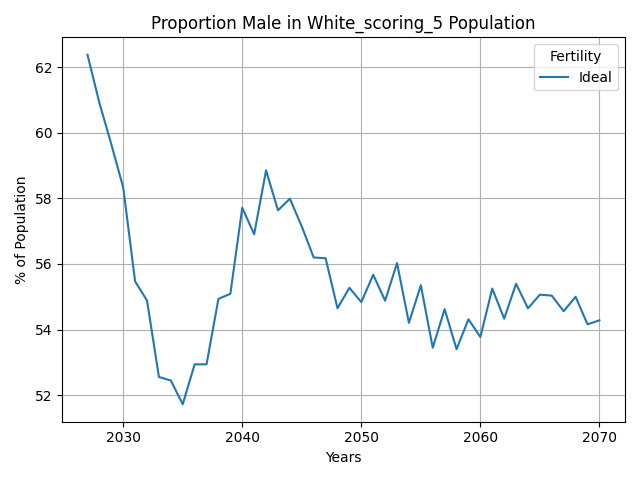 Proportion Male in White_scoring_5 Population
Fertility
Ideal
% of Population
62
60
58
56
54
52
2030
2040
2050
2060
2070
Years